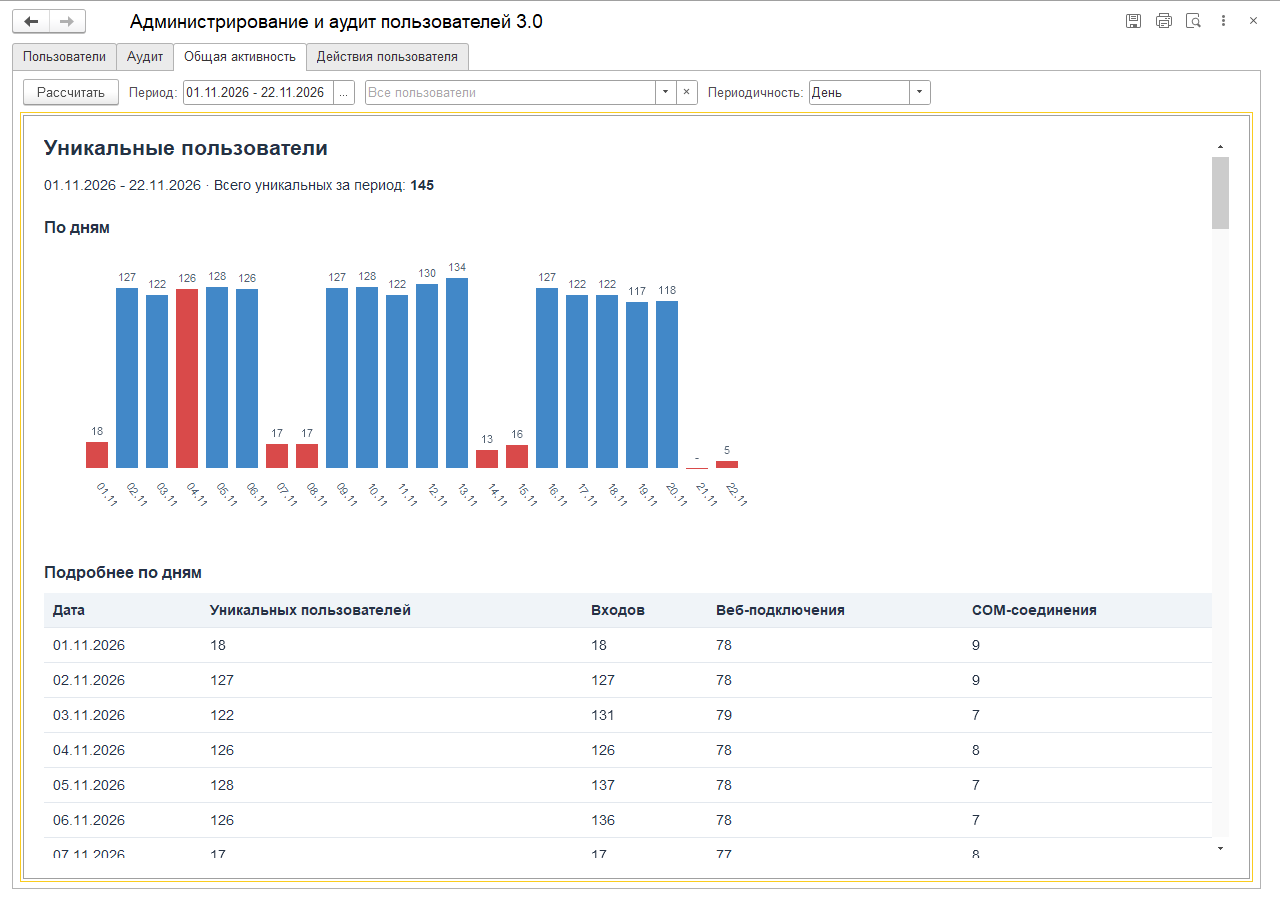 Администрирование и аудит пользователей 3.0
Пользователи Аудит Общая активность Действия пользователя
Рассчитать Период: 01.11.2026 - 22.11.2026 ... Все пользователи × Периодичность: День
Уникальные пользователи
01.11.2026 - 22.11.2026 · Всего уникальных за период: 145
По дням
18 127 122 126 128 126 17 17 127 128 122 130 134 13 16 127 122 122 117 118 - 5
01.11 02.11 03.11 04.11 05.11 06.11 07.11 08.11 09.11 10.11 11.11 12.11 13.11 14.11 15.11 16.11 17.11 18.11 19.11 20.11 21.11 22.11
Подробнее по дням
Дата Уникальных пользователей Входов Веб-подключения COM-соединения
01.11.2026 18 18 78 9
02.11.2026 127 127 78 9
03.11.2026 122 131 79 7
04.11.2026 126 126 78 8
05.11.2026 128 137 78 7
06.11.2026 126 136 78 7
07.11.2026 17 17 77 8